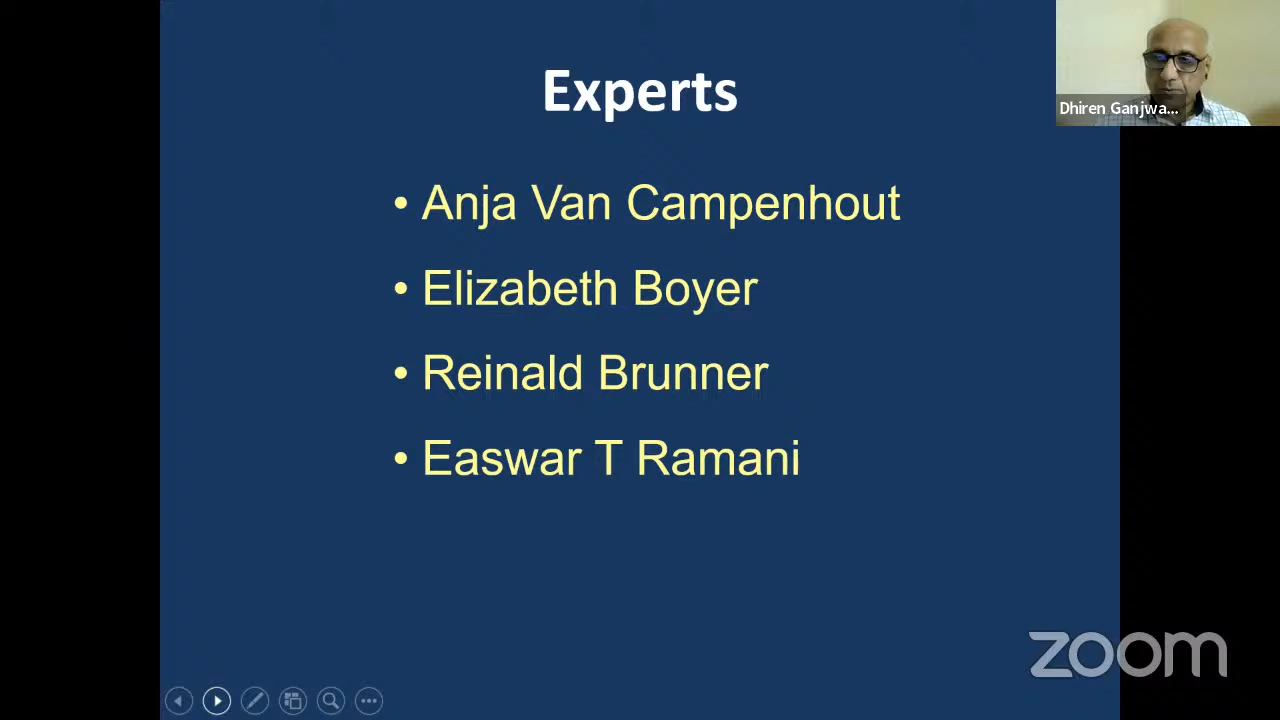 Experts
Dhiren Ganjwa...
• Anja Van Campenhout
• Elizabeth Boyer
• Reinald Brunner
• Easwar T Ramani
zoom